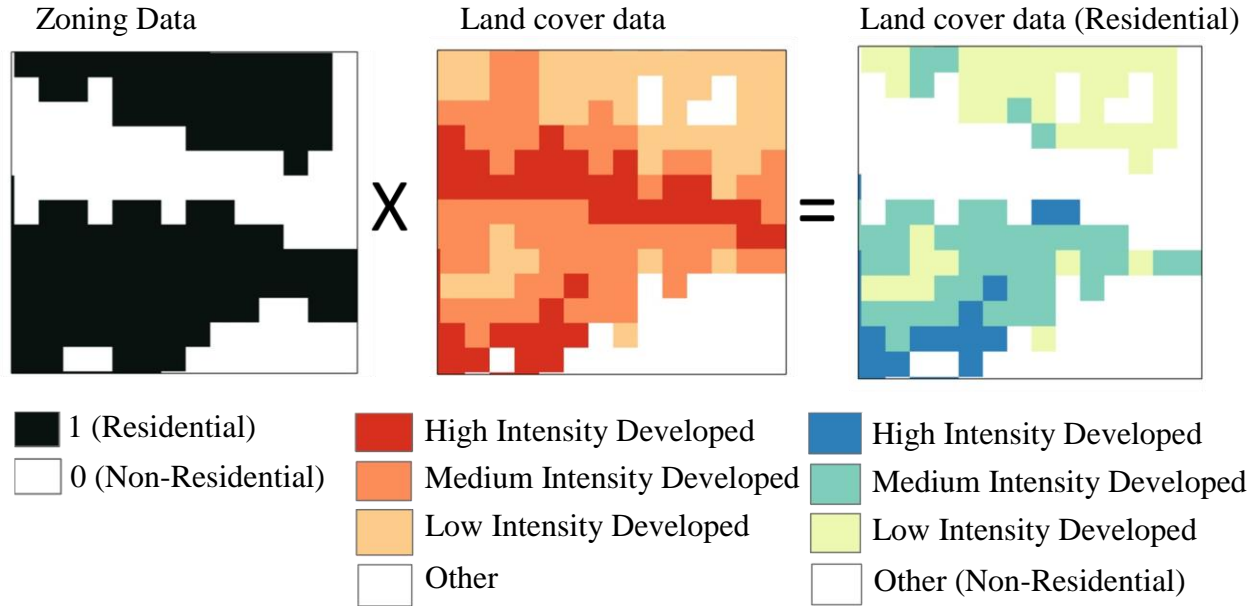 Zoning Data
Land cover data
Land cover data (Residential)
X
=
1 (Residential)
0 (Non-Residential)
High Intensity Developed
Medium Intensity Developed
Low Intensity Developed
Other
High Intensity Developed
Medium Intensity Developed
Low Intensity Developed
Other (Non-Residential)